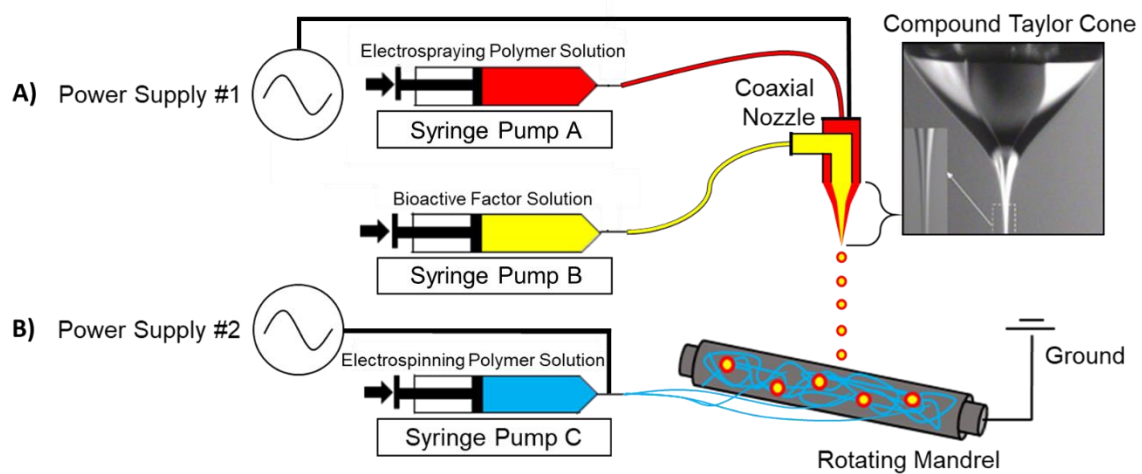 Compound Taylor Cone
Electrospraying Polymer Solution
A) Power Supply #1
Coaxial
Nozzle
Syringe Pump A
Bioactive Factor Solution
Syringe Pump B
B) Power Supply #2
Electrospinning Polymer Solution
Ground
Syringe Pump C
Rotating Mandrel